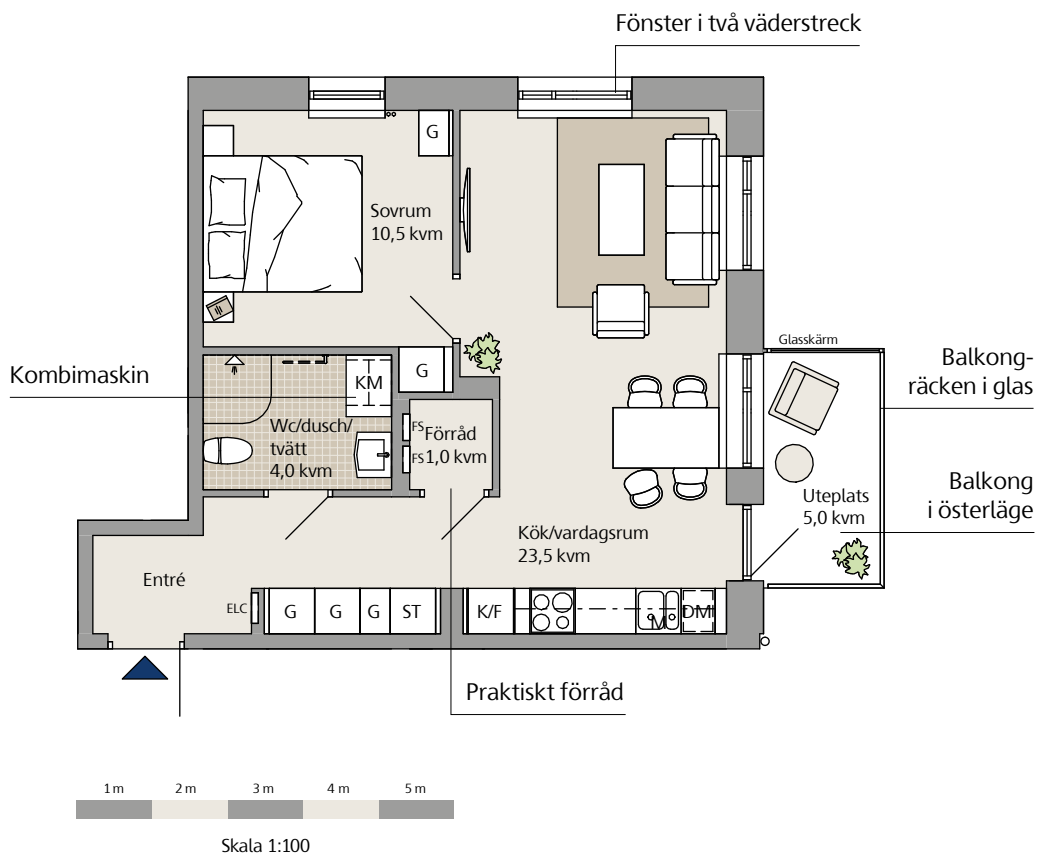 Fönster i två väderstreck
G
Sovrum
10,5 kvm
Glasskärm
Kombimaskin
KM
G
Balkong-
räcken i glas
Wc/dusch/
tvätt
4,0 kvm
FS
FS
Förråd
1,0 kvm
Balkong
i österläge
Uteplats
5,0 kvm
Kök/vardagsrum
23,5 kvm
Entré
ELC
G
G
G
ST
K/F
M
DM
Praktiskt förråd
1 m
2 m
3 m
4 m
5 m
Skala 1:100